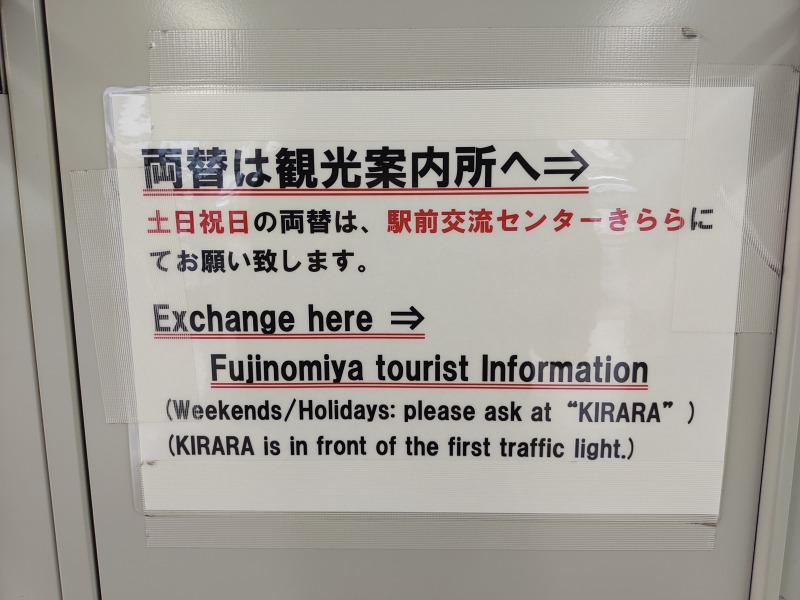 両替は観光案内所へ⇒
土日祝日の両替は、駅前交流センターきららに
てお願い致します。
Exchange here ⇒
Fujinomiya tourist Information
(Weekends/Holidays: please ask at “KIRARA”)
(KIRARA is in front of the first traffic light.)